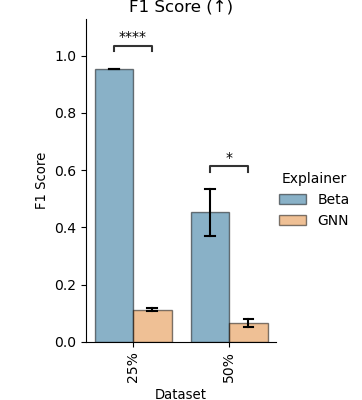 F1 Score (↑)
****
*
1.0
0.8
0.6
0.4
0.2
0.0
F1 Score
25%
50%
Dataset
Explainer
Beta
GNN